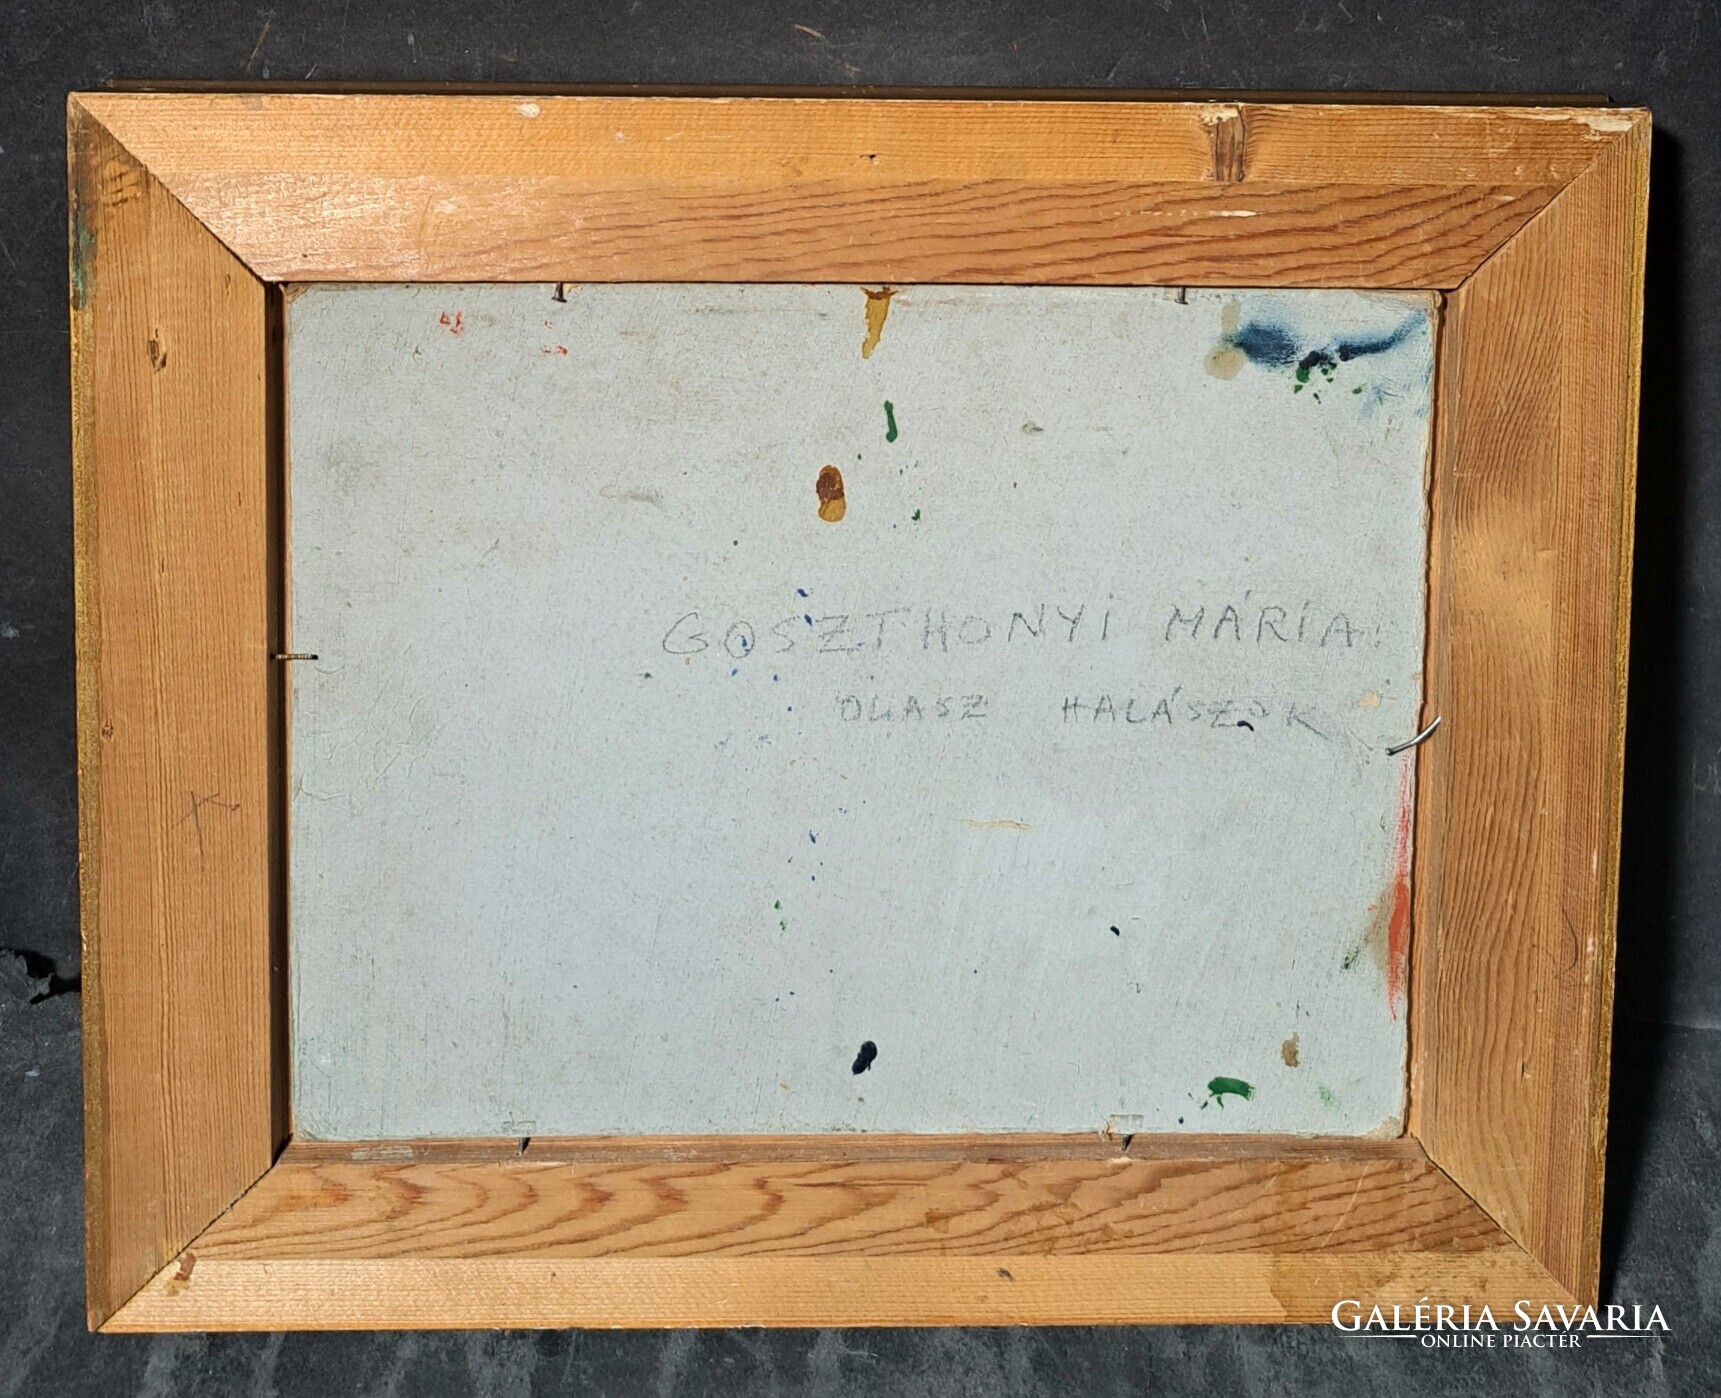 GOSZTHONYI MÁRIA:
OLASZ HALÁSZOK
GALÉRIA SAVARIA
ONLINE PIACTÉR